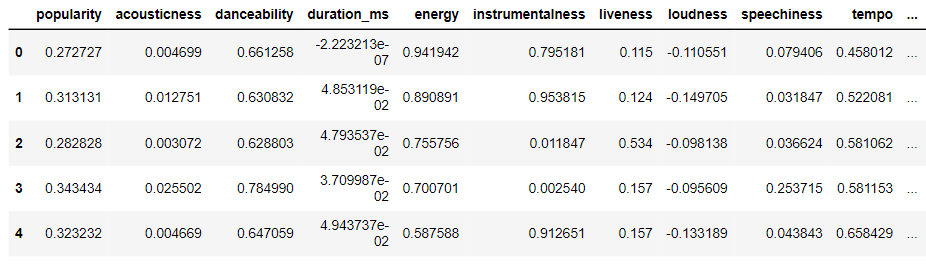 popularity acousticness danceability duration_ms energy instrumentalness liveness loudness speechiness tempo ...
0 0.272727 0.004699 0.661258 -2.223213e-07 0.941942 0.795181 0.115 -0.110551 0.079406 0.458012 ...
1 0.313131 0.012751 0.630832 4.853119e-02 0.890891 0.953815 0.124 -0.149705 0.031847 0.522081 ...
2 0.282828 0.003072 0.628803 4.793537e-02 0.755756 0.011847 0.534 -0.098138 0.036624 0.581062 ...
3 0.343434 0.025502 0.784990 3.709987e-02 0.700701 0.002540 0.157 -0.095609 0.253715 0.581153 ...
4 0.323232 0.004669 0.647059 4.943737e-02 0.587588 0.912651 0.157 -0.133189 0.043843 0.658429 ...